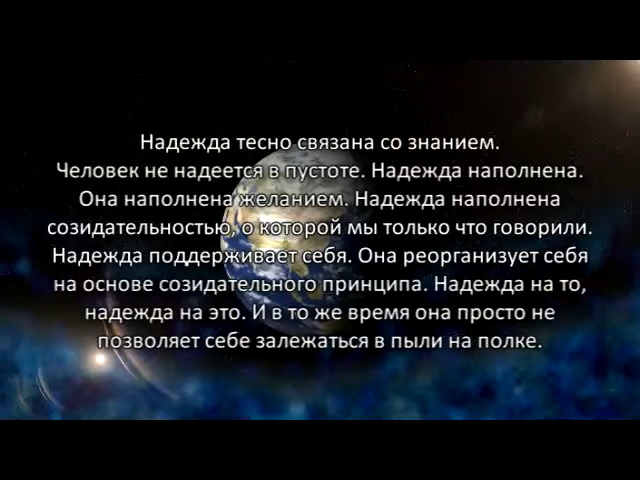 Надежда тесно связана со знанием.
Человек не надеется в пустоте. Надежда наполнена.
Она наполнена желанием. Надежда наполнена
созидательностью, о которой мы только что говорили.
Надежда поддерживает себя. Она реорганизует себя
на основе созидательного принципа. Надежда на то,
надежда на это. И в то же время она просто не
позволяет себе залежаться в пыли на полке.